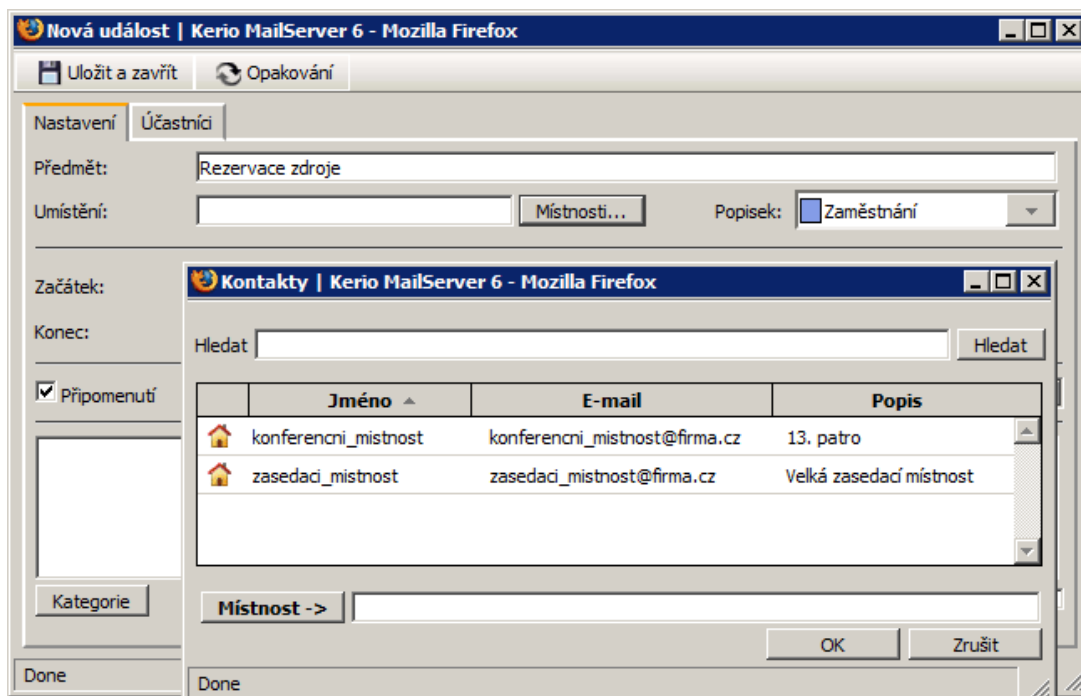 Nová událost | Kerio MailServer 6 - Mozilla Firefox
Uložit a zavřít Opakování
Nastavení Účastníci
Předmět: Rezervace zdroje
Umístění: Místnosti... Popisek: Zaměstnání
Začátek:
Konec:
Připomenutí
Kategorie
Done
Kontakty | Kerio MailServer 6 - Mozilla Firefox
Hledat Hledat
Jméno E-mail Popis
konferencni_mistnost konferencni_mistnost@firma.cz 13. patro
zasedaci_mistnost zasedaci_mistnost@firma.cz Velká zasedací místnost
Místnost ->
OK Zrušit
Done